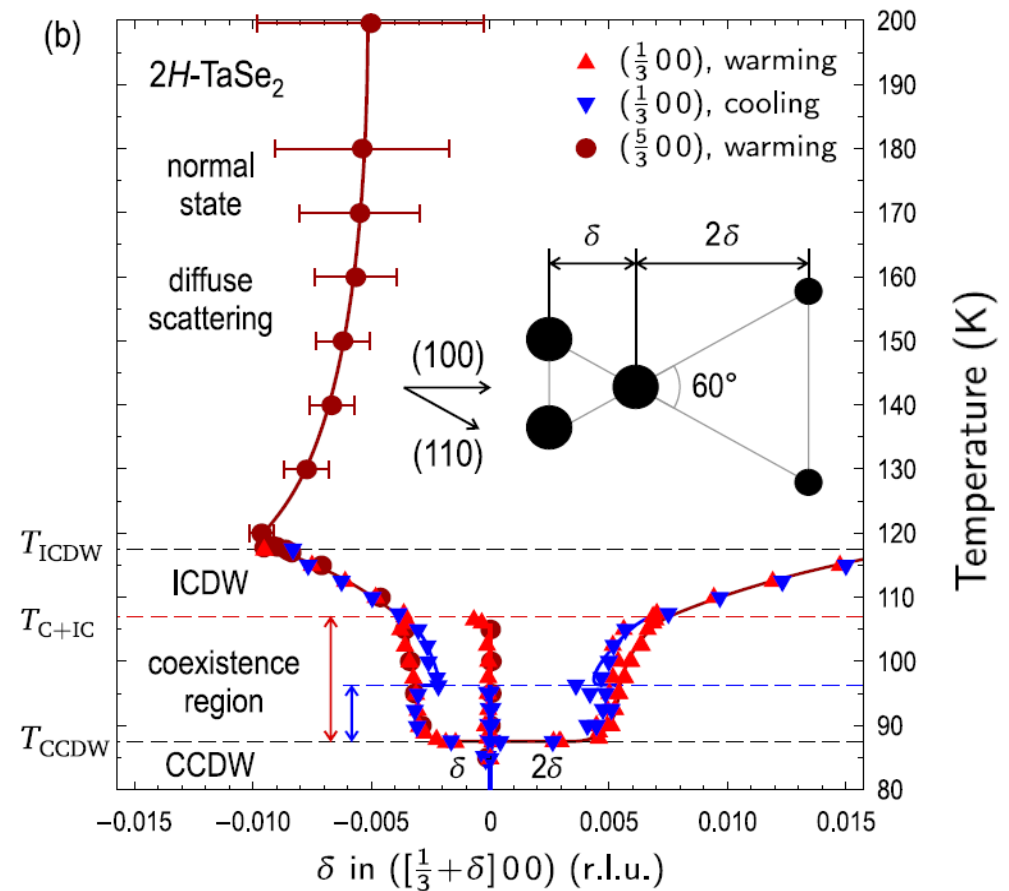 (b)
2H-TaSe₂
(⅓ 0 0), warming
(⅓ 0 0), cooling
(5/3 0 0), warming
normal
state
diffuse
scattering
δ
2δ
(100)
(110)
60°
T_ICDW
ICDW
T_C+IC
coexistence
region
T_CCDW
CCDW
δ
2δ
200
190
180
170
160
150
140
130
120
110
100
90
80
Temperature (K)
−0.015
−0.010
−0.005
0
0.005
0.010
0.015
δ in ([⅓+δ] 0 0) (r.l.u.)